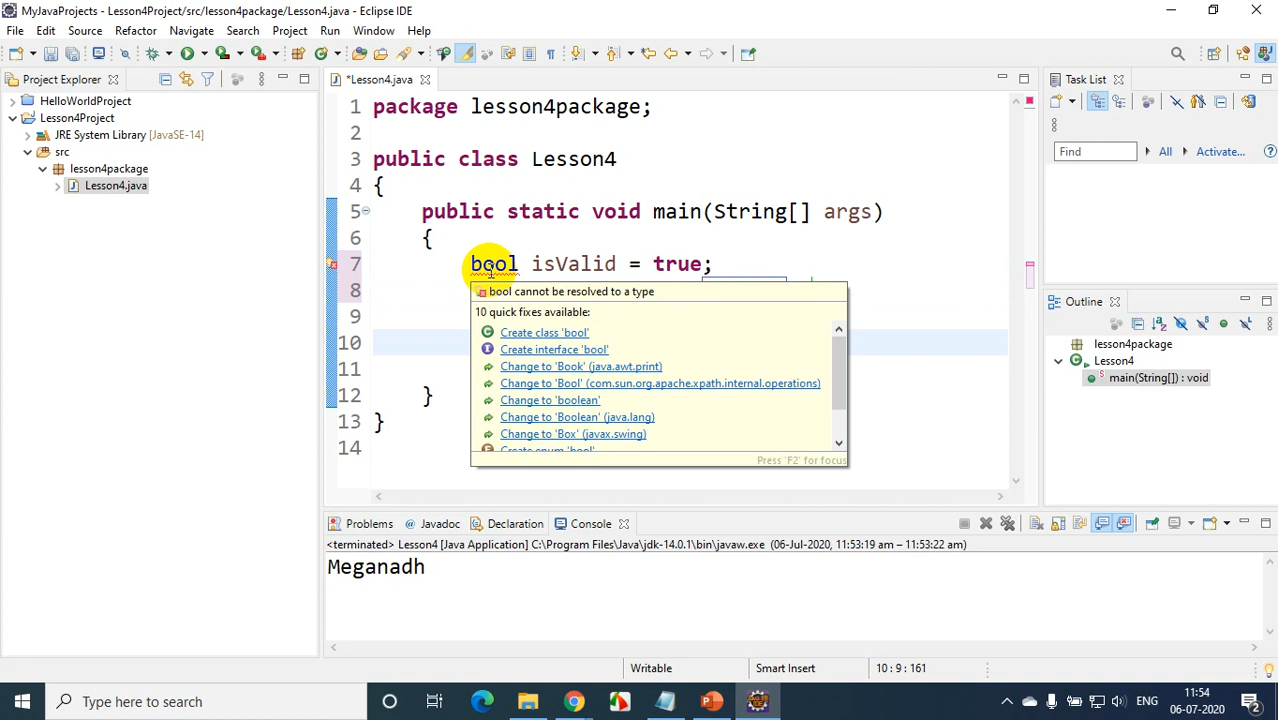 MyJavaProjects - Lesson4Project/src/lesson4package/Lesson4.java - Eclipse IDE
File Edit Source Refactor Navigate Search Project Run Window Help
Project Explorer
*Lesson4.java
Task List
HelloWorldProject
Lesson4Project
JRE System Library [JavaSE-14]
src
lesson4package
Lesson4.java
1 package lesson4package;
2
3 public class Lesson4
4 {
5 public static void main(String[] args)
6 {
7 bool isValid = true;
8
9
10
11
12 }
13 }
14
bool cannot be resolved to a type
10 quick fixes available:
Create class 'bool'
Create interface 'bool'
Change to 'Book' (java.awt.print)
Change to 'Bool' (com.sun.org.apache.xpath.internal.operations)
Change to 'boolean'
Change to 'Boolean' (java.lang)
Change to 'Box' (javax.swing)
Create enum 'bool'
Press 'F2' for focus
Find All Activate...
Outline
lesson4package
Lesson4
main(String[]) : void
Problems Javadoc Declaration Console
<terminated> Lesson4 [Java Application] C:\Program Files\Java\jdk-14.0.1\bin\javaw.exe (06-Jul-2020, 11:53:19 am – 11:53:22 am)
Meganadh
Writable Smart Insert 10 : 9 : 161
Type here to search
ENG
11:54
06-07-2020
2